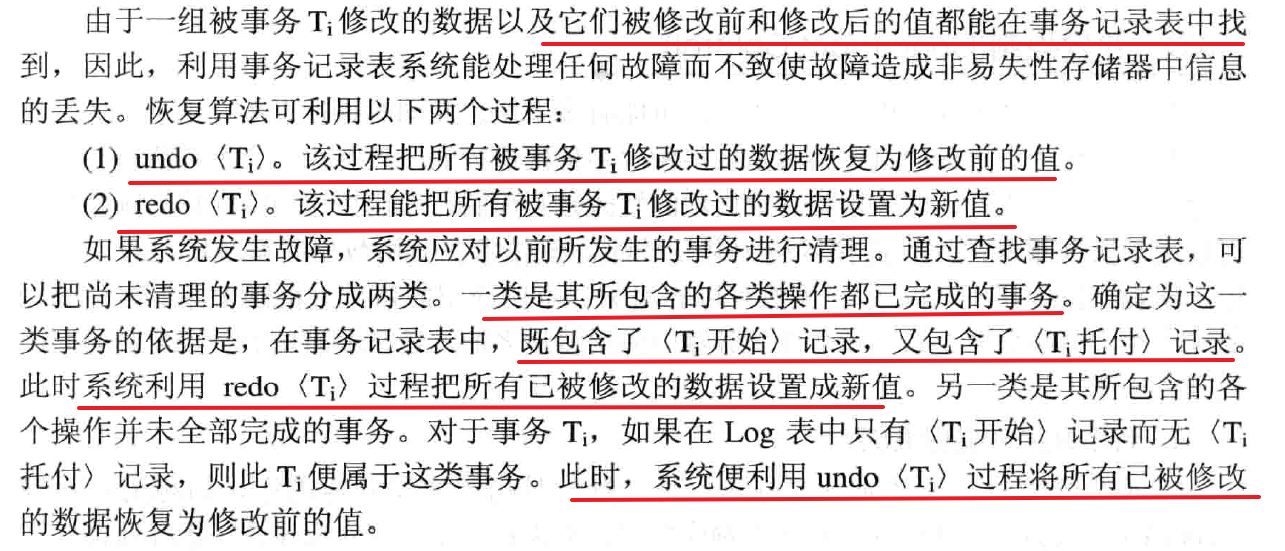 由于一组被事务 Ti 修改的数据以及它们被修改前和修改后的值都能在事务记录表中找
到，因此，利用事务记录表系统能处理任何故障而不致使故障造成非易失性存储器中信息
的丢失。恢复算法可利用以下两个过程：
(1) undo〈Ti〉。该过程把所有被事务 Ti 修改过的数据恢复为修改前的值。
(2) redo〈Ti〉。该过程能把所有被事务 Ti 修改过的数据设置为新值。
如果系统发生故障，系统应对以前所发生的事务进行清理。通过查找事务记录表，可
以把尚未清理的事务分成两类。一类是其所包含的各类操作都已完成的事务。确定为这一
类事务的依据是，在事务记录表中，既包含了〈Ti 开始〉记录，又包含了〈Ti 托付〉记录。
此时系统利用 redo〈Ti〉过程把所有已被修改的数据设置成新值。另一类是其所包含的各
个操作并未全部完成的事务。对于事务 Ti，如果在 Log 表中只有〈Ti 开始〉记录而无〈Ti
托付〉记录，则此 Ti 便属于这类事务。此时，系统便利用 undo〈Ti〉过程将所有已被修改
的数据恢复为修改前的值。